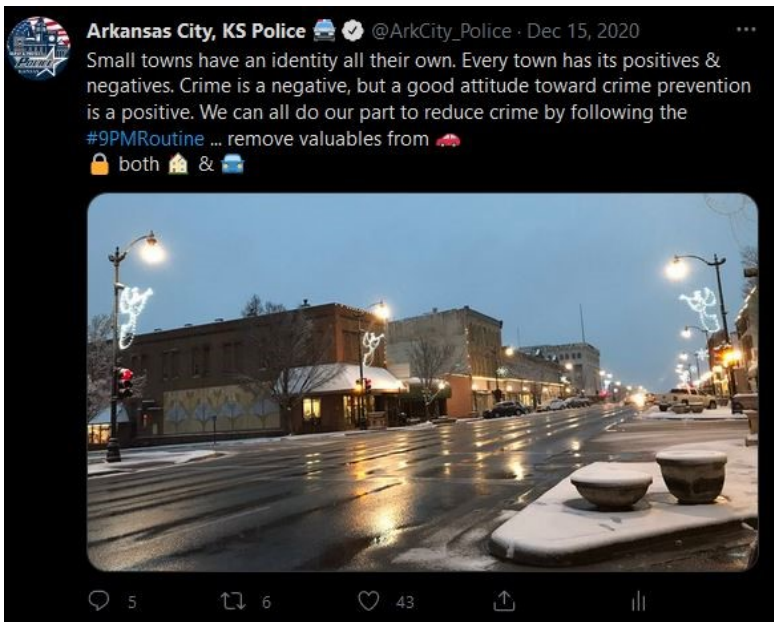 Arkansas City, KS Police 🚔 @ArkCity_Police · Dec 15, 2020
Small towns have an identity all their own. Every town has its positives &
negatives. Crime is a negative, but a good attitude toward crime prevention
is a positive. We can all do our part to reduce crime by following the
#9PMRoutine ... remove valuables from 🚗
🔒 both 🏡 & 🚘
5 6 43